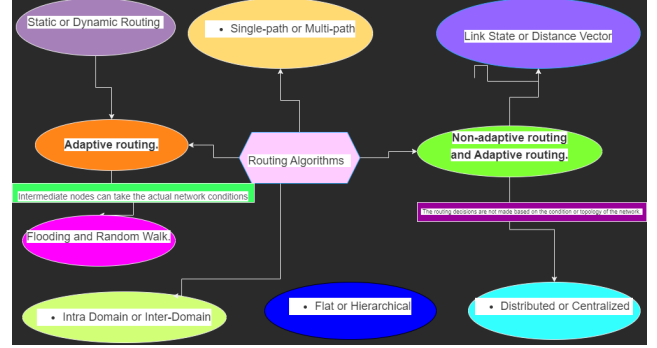 Static or Dynamic Routing
• Single-path or Multi-path
Link State or Distance Vector
Adaptive routing.
Routing Algorithms
Non-adaptive routing
and Adaptive routing.
Intermediate nodes can take the actual network conditions
The routing decisions are not made based on the condition or topology of the network.
Flooding and Random Walk.
• Intra Domain or Inter-Domain
• Flat or Hierarchical
• Distributed or Centralized